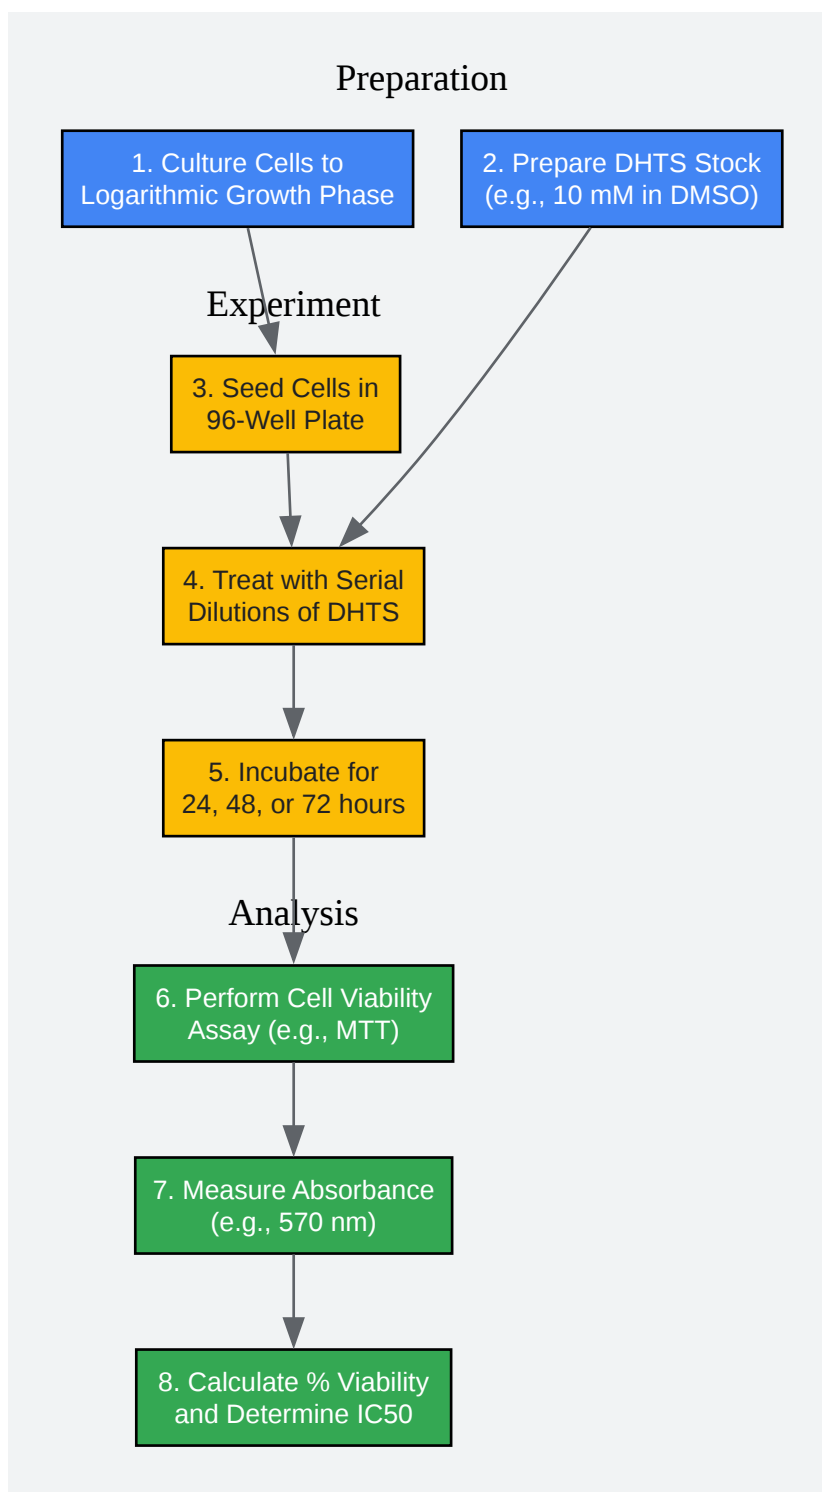 Preparation
1. Culture Cells to
Logarithmic Growth Phase
2. Prepare DHTS Stock
(e.g., 10 mM in DMSO)
Experiment
3. Seed Cells in
96-Well Plate
4. Treat with Serial
Dilutions of DHTS
5. Incubate for
24, 48, or 72 hours
Analysis
6. Perform Cell Viability
Assay (e.g., MTT)
7. Measure Absorbance
(e.g., 570 nm)
8. Calculate % Viability
and Determine IC50